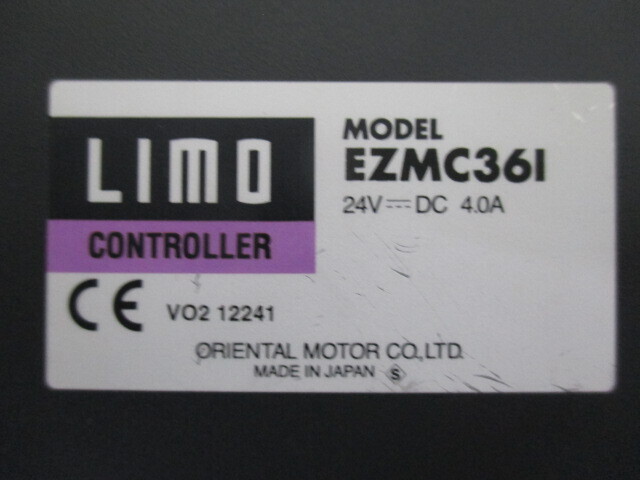 LIMO
CONTROLLER
MODEL
EZMC36I
24V⎓DC 4.0A
CE VO2 12241
ORIENTAL MOTOR CO.,LTD.
MADE IN JAPAN Ⓢ